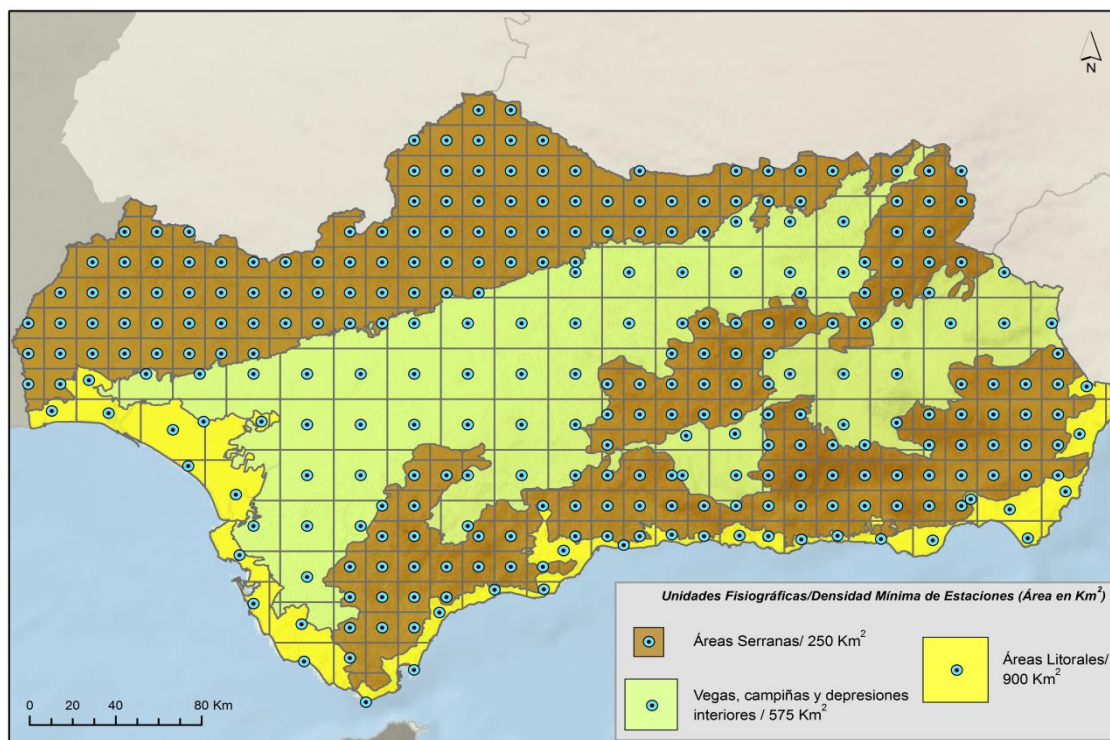 N
Unidades Fisiográficas/Densidad Mínima de Estaciones (Área en Km²)
Áreas Serranas/ 250 Km²
Áreas Litorales/
900 Km²
Vegas, campiñas y depresiones
interiores / 575 Km²
0 20 40 80 Km